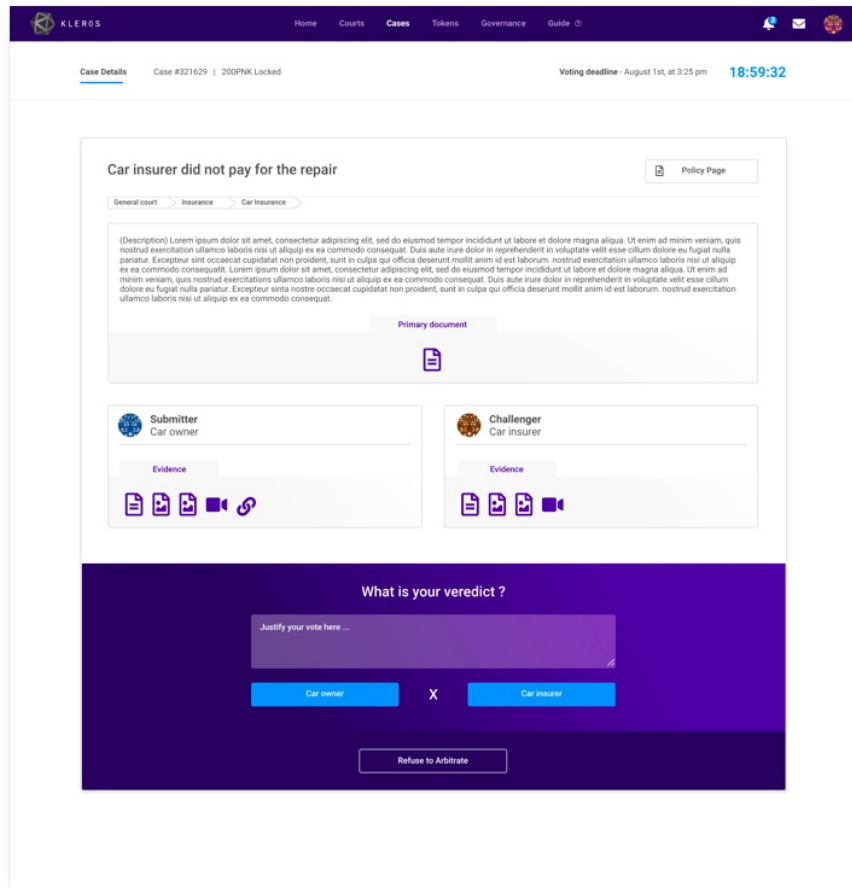 KLEROS
Home Courts Cases Tokens Governance Guide
3
Case Details Case #321629 | 200PNK Locked Voting deadline - August 1st, at 3:25 pm 18:59:32
Car insurer did not pay for the repair
Policy Page
General court Insurance Car Insurance
(Description) Lorem ipsum dolor sit amet, consectetur adipiscing elit, sed do eiusmod tempor incididunt ut labore et dolore magna aliqua. Ut enim ad minim veniam, quis
nostrud exercitation ullamco laboris nisi ut aliquip ex ea commodo consequat. Duis aute irure dolor in reprehenderit in voluptate velit esse cillum dolore eu fugiat nulla
pariatur. Excepteur sint occaecat cupidatat non proident, sunt in culpa qui officia deserunt mollit anim id est laborum. nostrud exercitation ullamco laboris nisi ut aliquip
ex ea commodo consequatit. Lorem ipsum dolor sit amet, consectetur adipiscing elit, sed do eiusmod tempor incididunt ut labore et dolore magna aliqua. Ut enim ad
minim veniam, quis nostrud exercitations ullamco laboris nisi ut aliquip ex ea commodo consequat. Duis aute irure dolor in reprehenderit in voluptate velit esse cillum
dolore eu fugiat nulla pariatur. Excepteur sinta nostre occaecat cupidatat non proident, sunt in culpa qui officia deserunt mollit anim id est laborum. nostrud exercitation
ullamco laboris nisi ut aliquip ex ea commodo consequat.
Primary document
Submitter
Car owner
Evidence
Challenger
Car insurer
Evidence
What is your veredict ?
Justify your vote here ...
Car owner X Car insurer
Refuse to Arbitrate